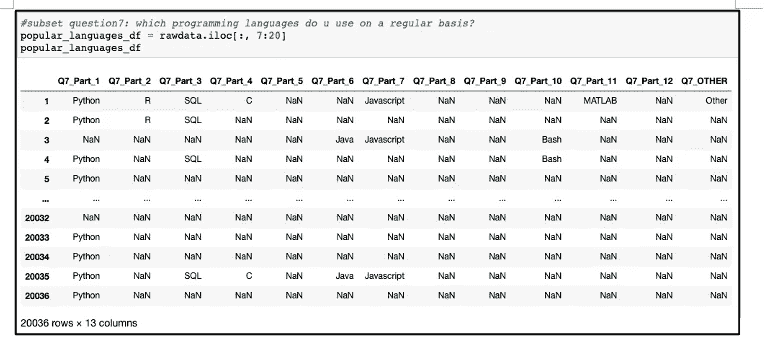 #subset question7: which programming languages do u use on a regular basis?
popular_languages_df = rawdata.iloc[:, 7:20]
popular_languages_df
Q7_Part_1 Q7_Part_2 Q7_Part_3 Q7_Part_4 Q7_Part_5 Q7_Part_6 Q7_Part_7 Q7_Part_8 Q7_Part_9 Q7_Part_10 Q7_Part_11 Q7_Part_12 Q7_OTHER
1 Python R SQL C NaN NaN Javascript NaN NaN NaN MATLAB NaN Other
2 Python R SQL NaN NaN NaN NaN NaN NaN NaN NaN NaN NaN
3 NaN NaN NaN NaN NaN Java Javascript NaN NaN Bash NaN NaN NaN
4 Python NaN SQL NaN NaN NaN NaN NaN NaN Bash NaN NaN NaN
5 Python NaN NaN NaN NaN NaN NaN NaN NaN NaN NaN NaN NaN
... ... ... ... ... ... ... ... ... ... ... ... ... ...
20032 NaN NaN NaN NaN NaN NaN NaN NaN NaN NaN NaN NaN NaN
20033 Python NaN NaN NaN NaN NaN NaN NaN NaN NaN NaN NaN NaN
20034 Python NaN NaN NaN NaN NaN NaN NaN NaN NaN NaN NaN NaN
20035 Python NaN SQL C NaN Java Javascript NaN NaN NaN NaN NaN NaN
20036 Python NaN NaN NaN NaN NaN NaN NaN NaN NaN NaN NaN NaN
20036 rows × 13 columns